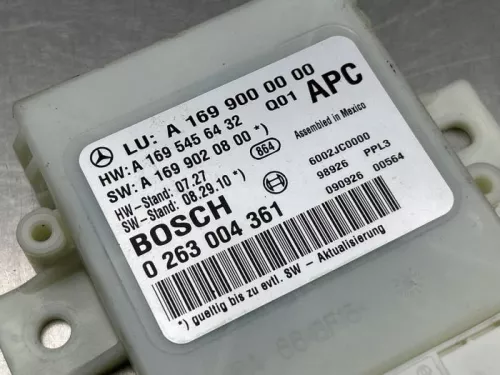 LU: A 169 900 00 00
Q01 APC
HW: A 169 545 64 32
SW: A 169 902 08 00 *)
864
Assembled in Mexico
HW-Stand: 07.27
SW-Stand: 08.29.10 *)
6002JC0000
98926 PPL3
090926 00564
BOSCH
0 263 004 361
*) gueltig bis zu evtl. SW - Aktualisierung